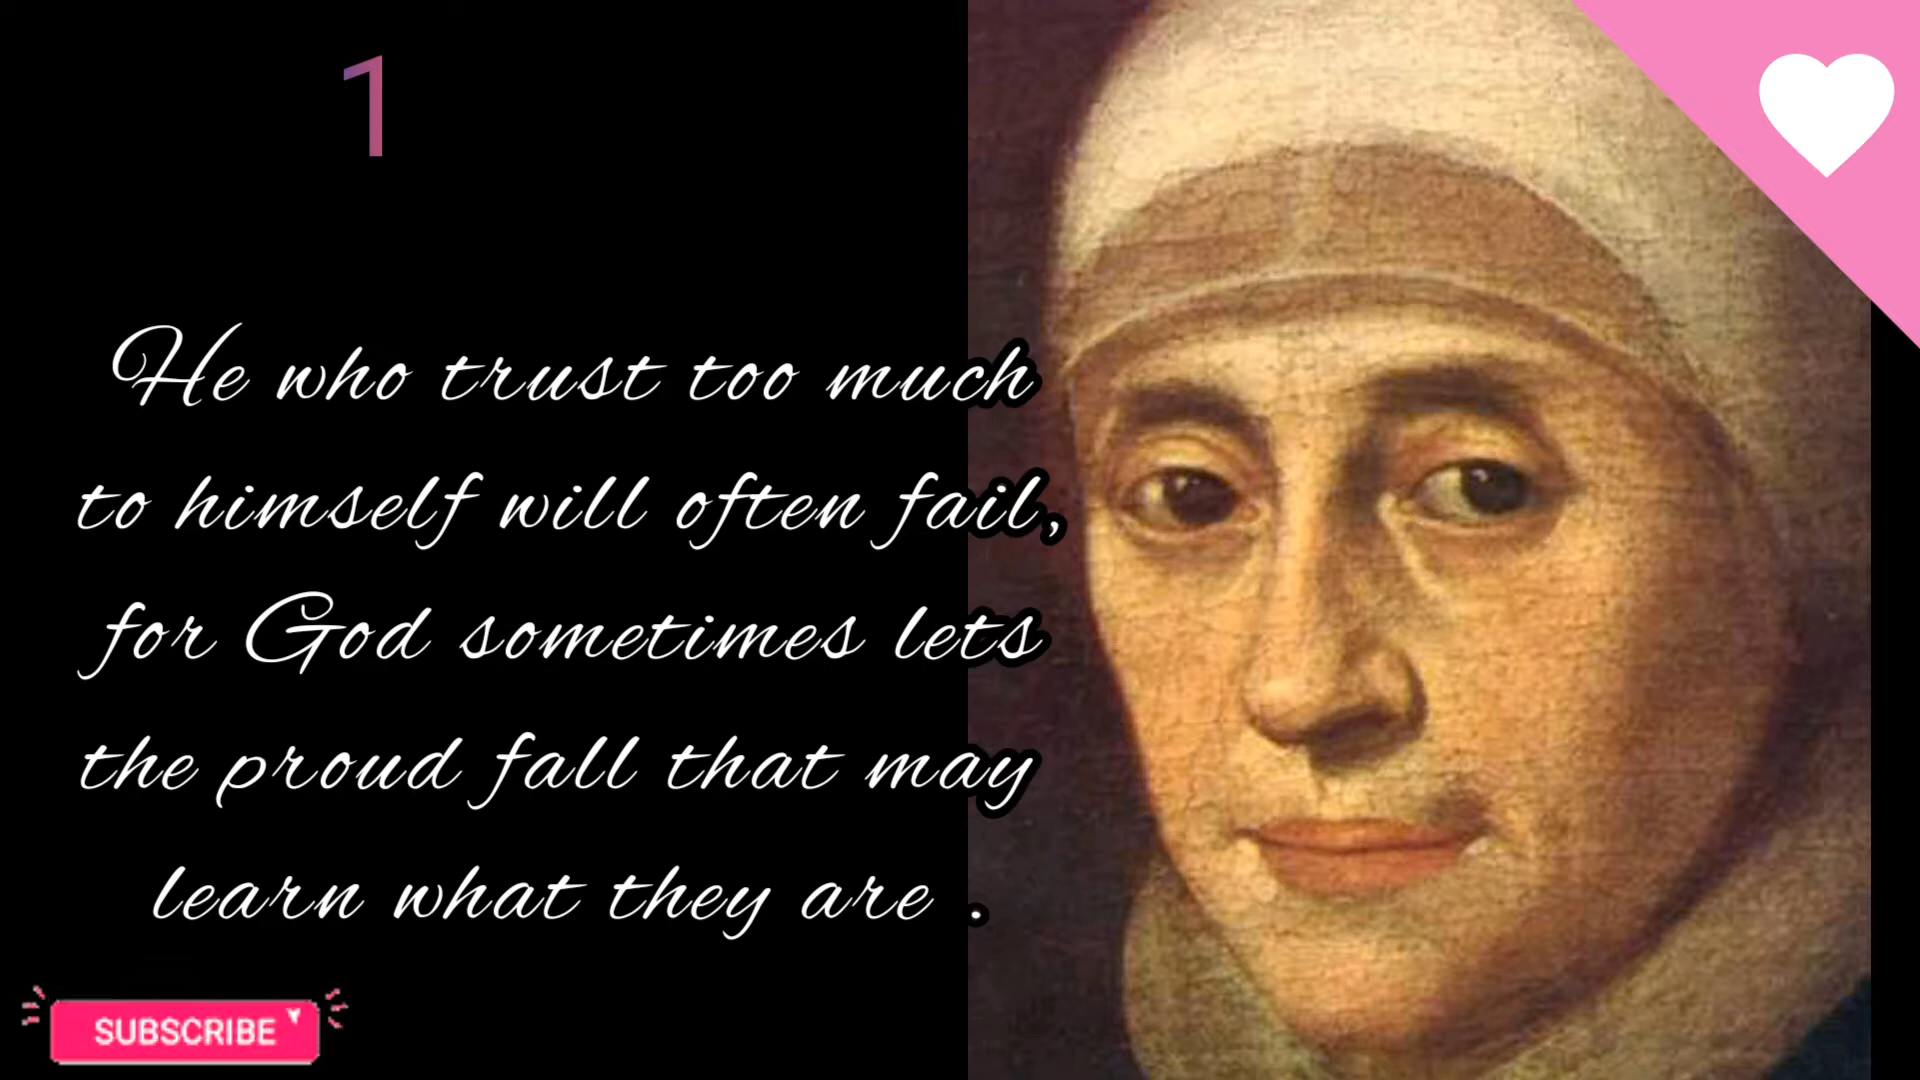 1
He who trust too much
to himself will often fail,
for God sometimes lets
the proud fall that may
learn what they are .
SUBSCRIBE